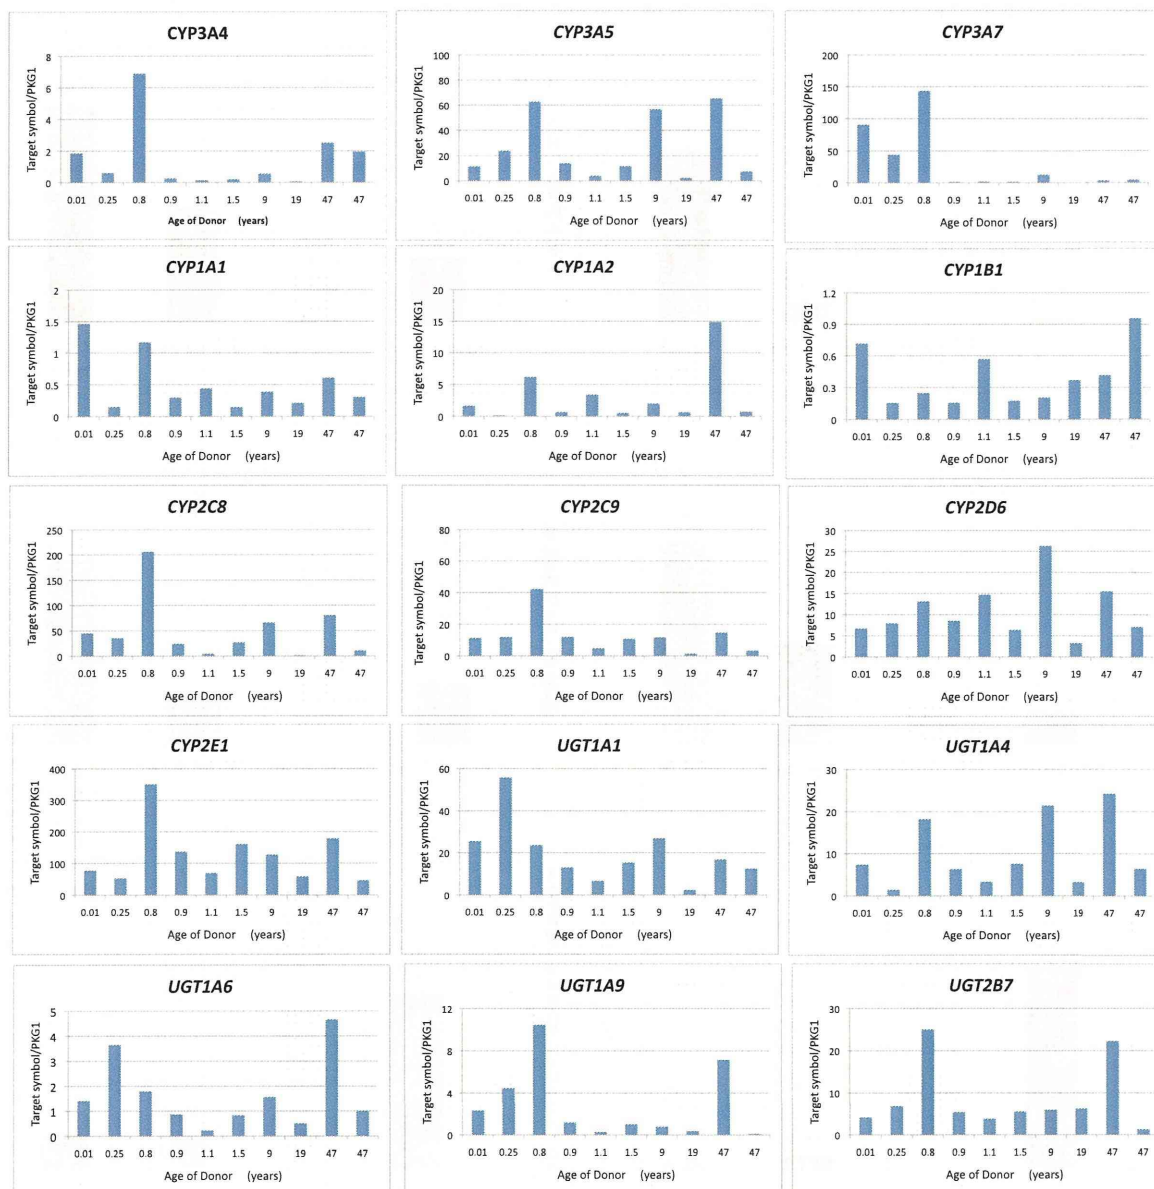 CYP3A4
Target symbol/PKG1
8
6
4
2
0
0.01 0.25 0.8 0.9 1.1 1.5 9 19 47 47
Age of Donor (years)
CYP3A5
Target symbol/PKG1
100
80
60
40
20
0
0.01 0.25 0.8 0.9 1.1 1.5 9 19 47 47
Age of Donor (years)
CYP3A7
Target symbol/PKG1
200
150
100
50
0
0.01 0.25 0.8 0.9 1.1 1.5 9 19 47 47
Age of Donor (years)
CYP1A1
Target symbol/PKG1
2
1.5
1
0.5
0
0.01 0.25 0.8 0.9 1.1 1.5 9 19 47 47
Age of Donor (years)
CYP1A2
Target symbol/PKG1
20
15
10
5
0
0.01 0.25 0.8 0.9 1.1 1.5 9 19 47 47
Age of Donor (years)
CYP1B1
Target symbol/PKG1
1.2
0.9
0.6
0.3
0
0.01 0.25 0.8 0.9 1.1 1.5 9 19 47 47
Age of Donor (years)
CYP2C8
Target symbol/PKG1
250
200
150
100
50
0
0.01 0.25 0.8 0.9 1.1 1.5 9 19 47 47
Age of Donor (years)
CYP2C9
Target symbol/PKG1
80
60
40
20
0
0.01 0.25 0.8 0.9 1.1 1.5 9 19 47 47
Age of Donor (years)
CYP2D6
Target symbol/PKG1
30
25
20
15
10
5
0
0.01 0.25 0.8 0.9 1.1 1.5 9 19 47 47
Age of Donor (years)
CYP2E1
Target symbol/PKG1
400
300
200
100
0
0.01 0.25 0.8 0.9 1.1 1.5 9 19 47 47
Age of Donor (years)
UGT1A1
Target symbol/PKG1
60
40
20
0
0.01 0.25 0.8 0.9 1.1 1.5 9 19 47 47
Age of Donor (years)
UGT1A4
Target symbol/PKG1
30
20
10
0
0.01 0.25 0.8 0.9 1.1 1.5 9 19 47 47
Age of Donor (years)
UGT1A6
Target symbol/PKG1
5
4
3
2
1
0
0.01 0.25 0.8 0.9 1.1 1.5 9 19 47 47
Age of Donor (years)
UGT1A9
Target symbol/PKG1
12
8
4
0
0.01 0.25 0.8 0.9 1.1 1.5 9 19 47 47
Age of Donor (years)
UGT2B7
Target symbol/PKG1
30
20
10
0
0.01 0.25 0.8 0.9 1.1 1.5 9 19 47 47
Age of Donor (years)